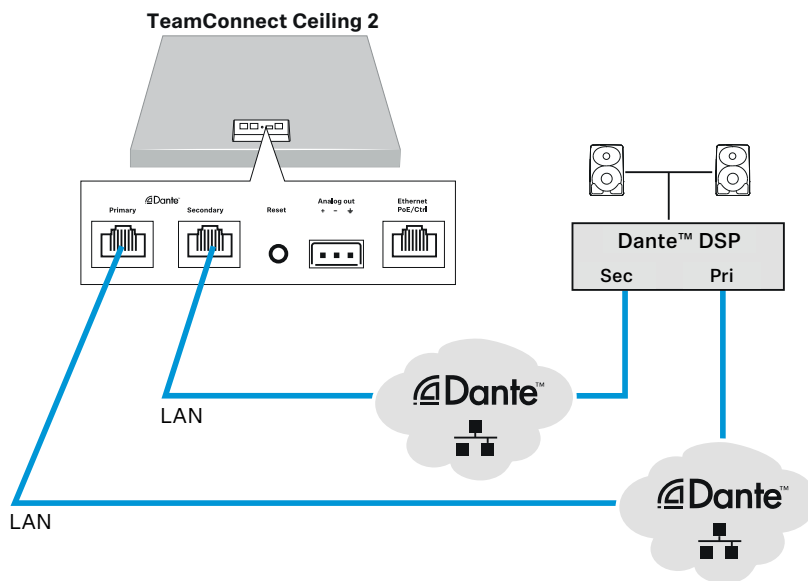 TeamConnect Ceiling 2
Dante™
Primary
Secondary
Reset
Analog out
+ − ⏚
Ethernet
PoE/Ctrl
Dante™ DSP
Sec
Pri
Dante™
LAN
Dante™
LAN